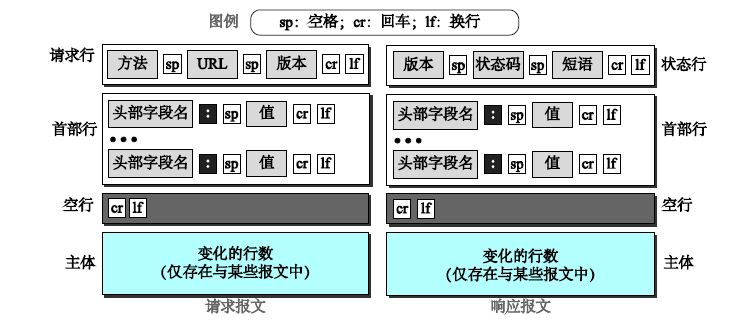 图例 sp: 空格; cr: 回车; lf: 换行
请求行 方法 sp URL sp 版本 cr lf 版本 sp 状态码 sp 短语 cr lf 状态行
头部字段名 : sp 值 cr lf 头部字段名 : sp 值 cr lf
首部行 ••• ••• 首部行
头部字段名 : sp 值 cr lf 头部字段名 : sp 值 cr lf
空行 cr lf cr lf 空行
主体 变化的行数 变化的行数 主体
(仅存在与某些报文中) (仅存在与某些报文中)
请求报文 响应报文